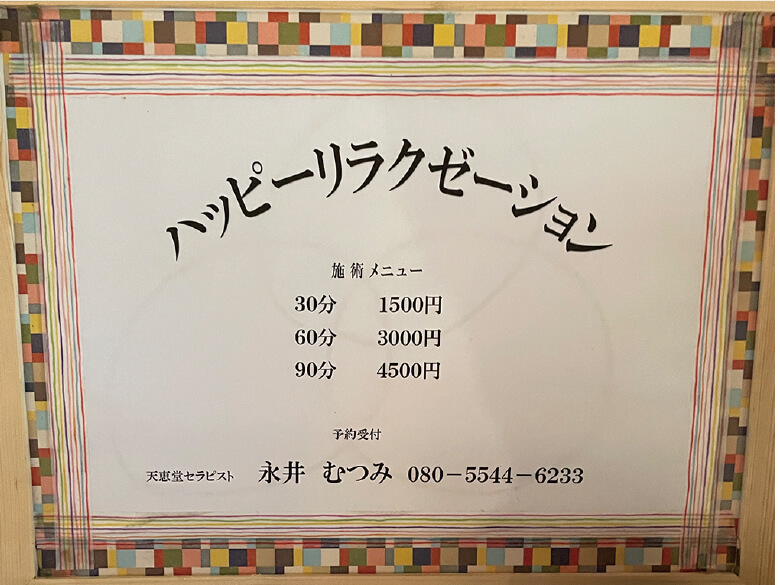 ハッピーリラクゼーション
施術メニュー
30分 1500円
60分 3000円
90分 4500円
予約受付
天恵堂セラピスト 永井 むつみ 080-5544-6233